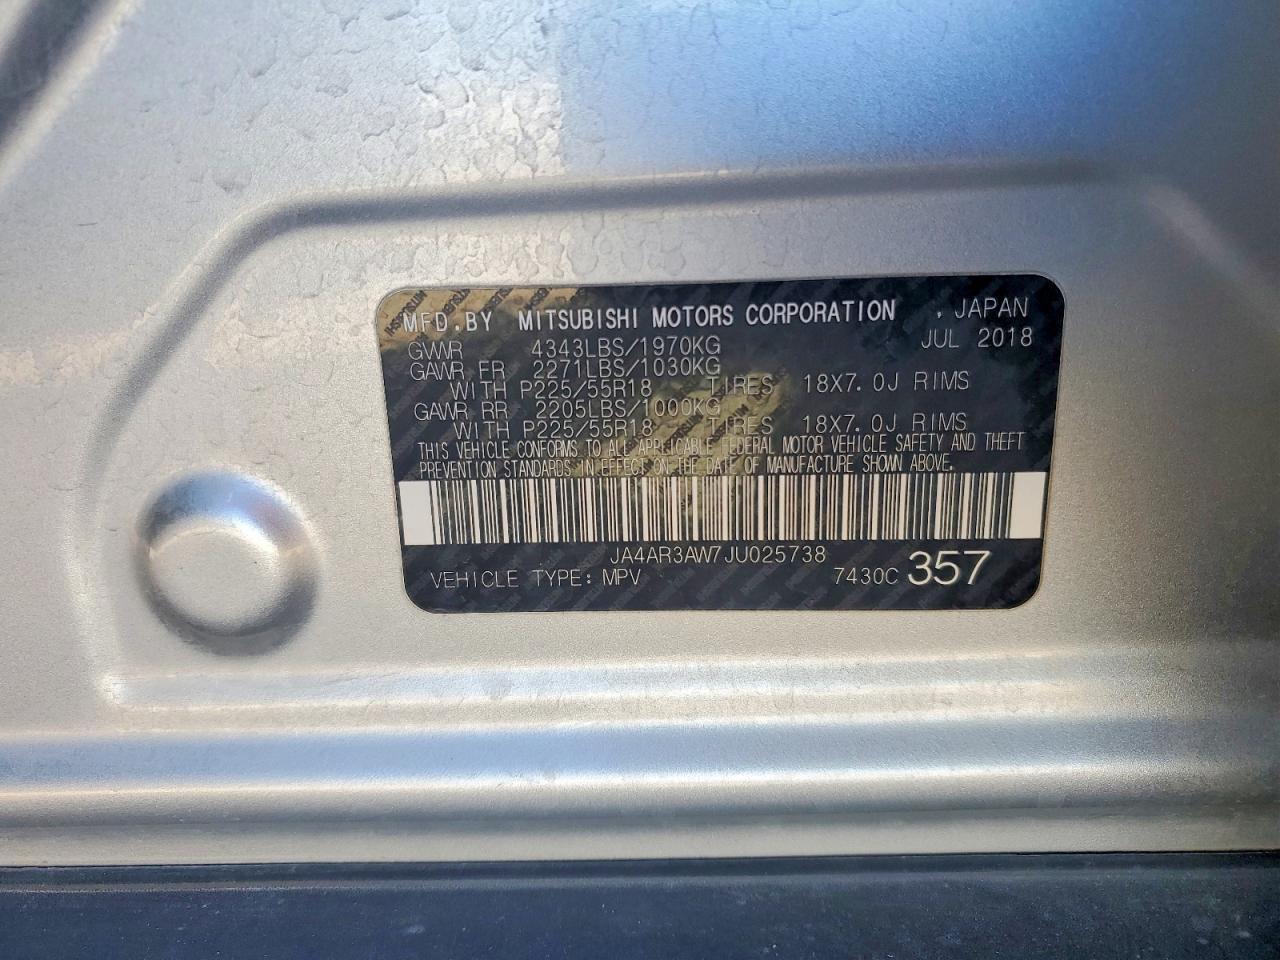 MFD.BY MITSUBISHI MOTORS CORPORATION , JAPAN
GVWR 4343LBS/1970KG JUL 2018
GAWR FR 2271LBS/1030KG
WITH P225/55R18 TIRES 18X7.0J RIMS
GAWR RR 2205LBS/1000KG
WITH P225/55R18 TIRES 18X7.0J RIMS
THIS VEHICLE CONFORMS TO ALL APPLICABLE FEDERAL MOTOR VEHICLE SAFETY AND THEFT
PREVENTION STANDARDS IN EFFECT ON THE DATE OF MANUFACTURE SHOWN ABOVE.
JA4AR3AW7JU025738
VEHICLE TYPE: MPV 7430C 357